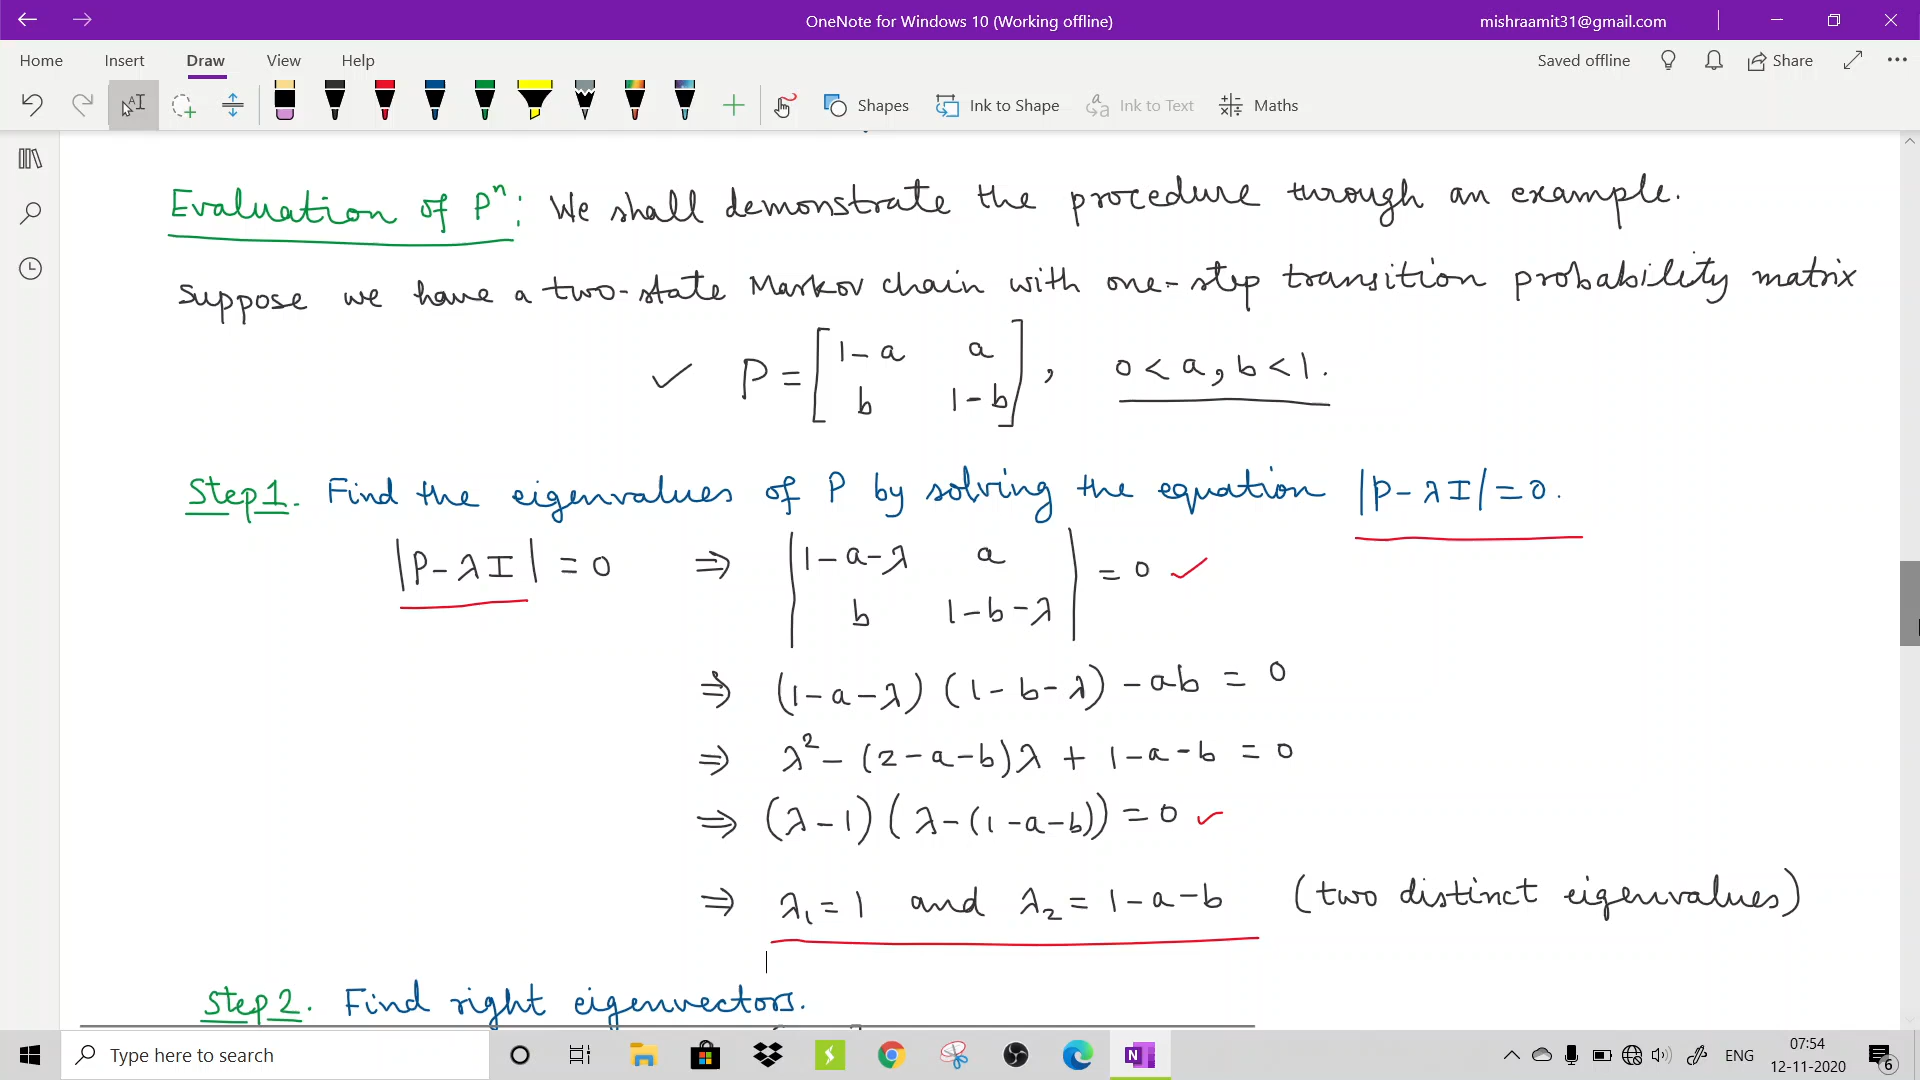 OneNote for Windows 10 (Working offline)
mishraamit31@gmail.com
Home Insert Draw View Help
Saved offline Share
Shapes Ink to Shape Ink to Text Maths
Evaluation of Pⁿ: We shall demonstrate the procedure through an example.
Suppose we have a two-state Markov chain with one-step transition probability matrix
✓ P = [1-a a
b 1-b], 0 < a, b < 1.
Step 1. Find the eigenvalues of P by solving the equation |P-λI| = 0.
|P-λI| = 0 ⇒ |1-a-λ a
b 1-b-λ| = 0 ✓
⇒ (1-a-λ) (1-b-λ) - ab = 0
⇒ λ² - (2-a-b)λ + 1-a-b = 0
⇒ (λ-1) (λ-(1-a-b)) = 0 ✓
⇒ λ₁ = 1 and λ₂ = 1-a-b (two distinct eigenvalues)
Step 2. Find right eigenvectors.
Type here to search
ENG
07:54
12-11-2020
6